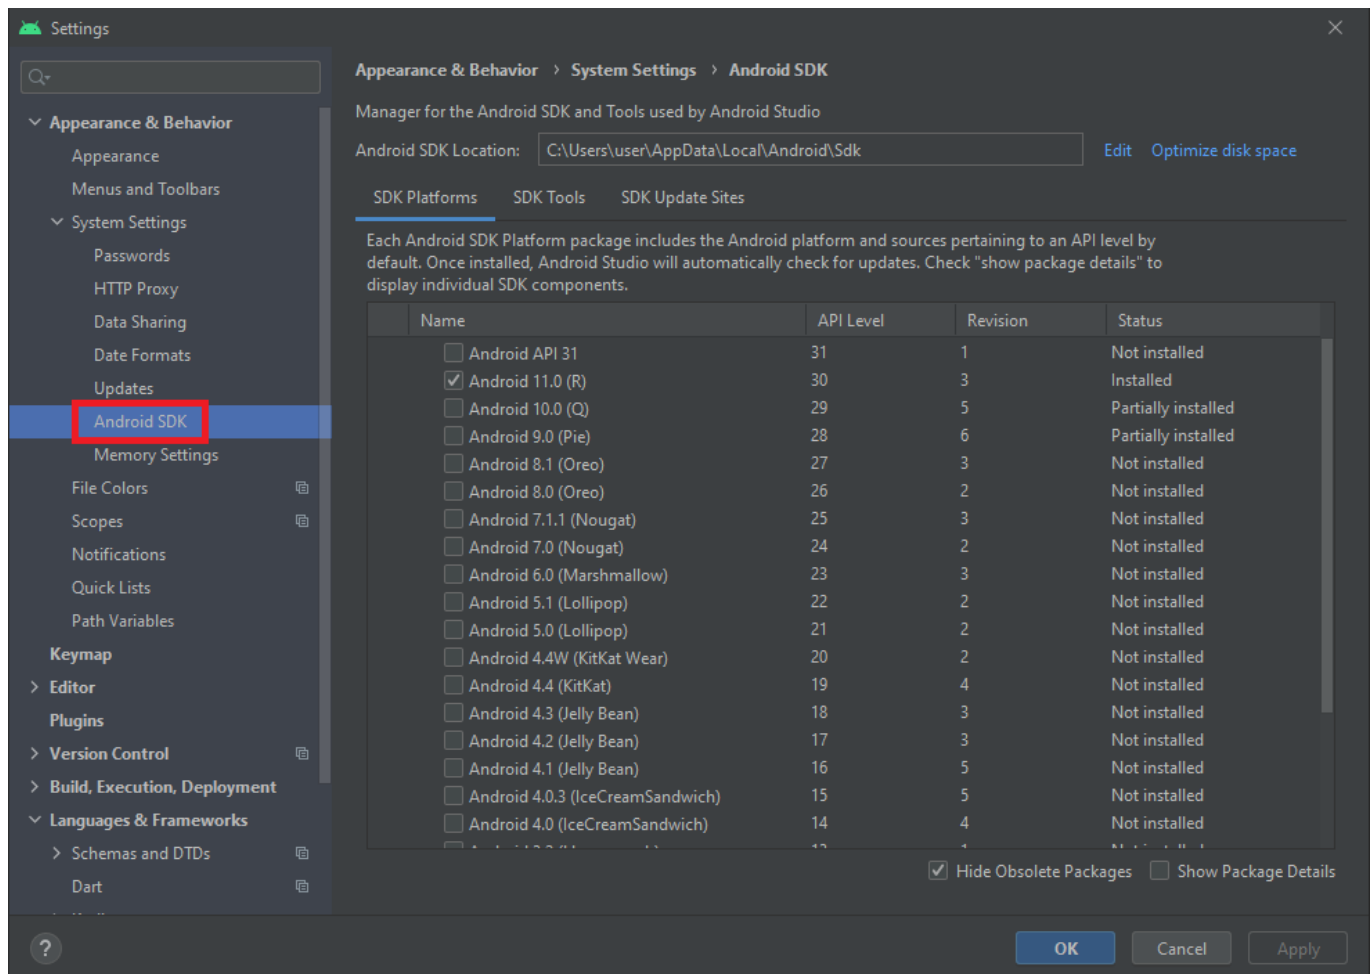 Settings
Appearance & Behavior
Appearance
Menus and Toolbars
System Settings
Passwords
HTTP Proxy
Data Sharing
Date Formats
Updates
Android SDK
Memory Settings
File Colors
Scopes
Notifications
Quick Lists
Path Variables
Keymap
Editor
Plugins
Version Control
Build, Execution, Deployment
Languages & Frameworks
Schemas and DTDs
Dart
Appearance & Behavior › System Settings › Android SDK
Manager for the Android SDK and Tools used by Android Studio
Android SDK Location: C:\Users\user\AppData\Local\Android\Sdk Edit Optimize disk space
SDK Platforms SDK Tools SDK Update Sites
Each Android SDK Platform package includes the Android platform and sources pertaining to an API level by
default. Once installed, Android Studio will automatically check for updates. Check "show package details" to
display individual SDK components.
Name API Level Revision Status
Android API 31 31 1 Not installed
Android 11.0 (R) 30 3 Installed
Android 10.0 (Q) 29 5 Partially installed
Android 9.0 (Pie) 28 6 Partially installed
Android 8.1 (Oreo) 27 3 Not installed
Android 8.0 (Oreo) 26 2 Not installed
Android 7.1.1 (Nougat) 25 3 Not installed
Android 7.0 (Nougat) 24 2 Not installed
Android 6.0 (Marshmallow) 23 3 Not installed
Android 5.1 (Lollipop) 22 2 Not installed
Android 5.0 (Lollipop) 21 2 Not installed
Android 4.4W (KitKat Wear) 20 2 Not installed
Android 4.4 (KitKat) 19 4 Not installed
Android 4.3 (Jelly Bean) 18 3 Not installed
Android 4.2 (Jelly Bean) 17 3 Not installed
Android 4.1 (Jelly Bean) 16 5 Not installed
Android 4.0.3 (IceCreamSandwich) 15 5 Not installed
Android 4.0 (IceCreamSandwich) 14 4 Not installed
Hide Obsolete Packages Show Package Details
? OK Cancel Apply